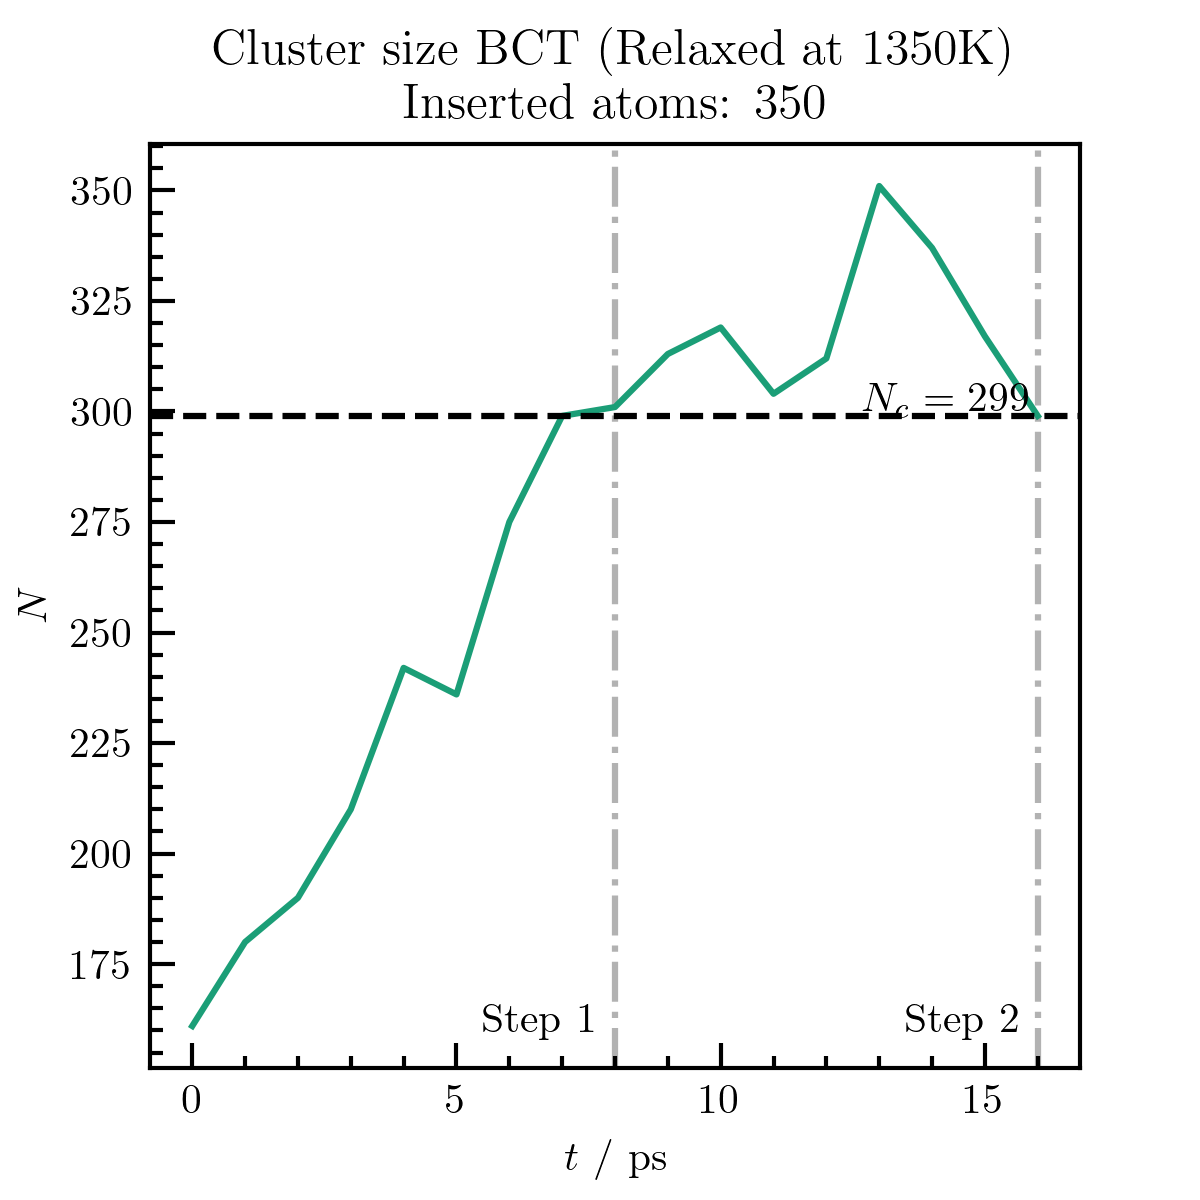 Cluster size BCT (Relaxed at 1350K)
Inserted atoms: 350
350
325
300
275
250
225
200
175
N
N_c = 299
Step 1
Step 2
0
5
10
15
t / ps